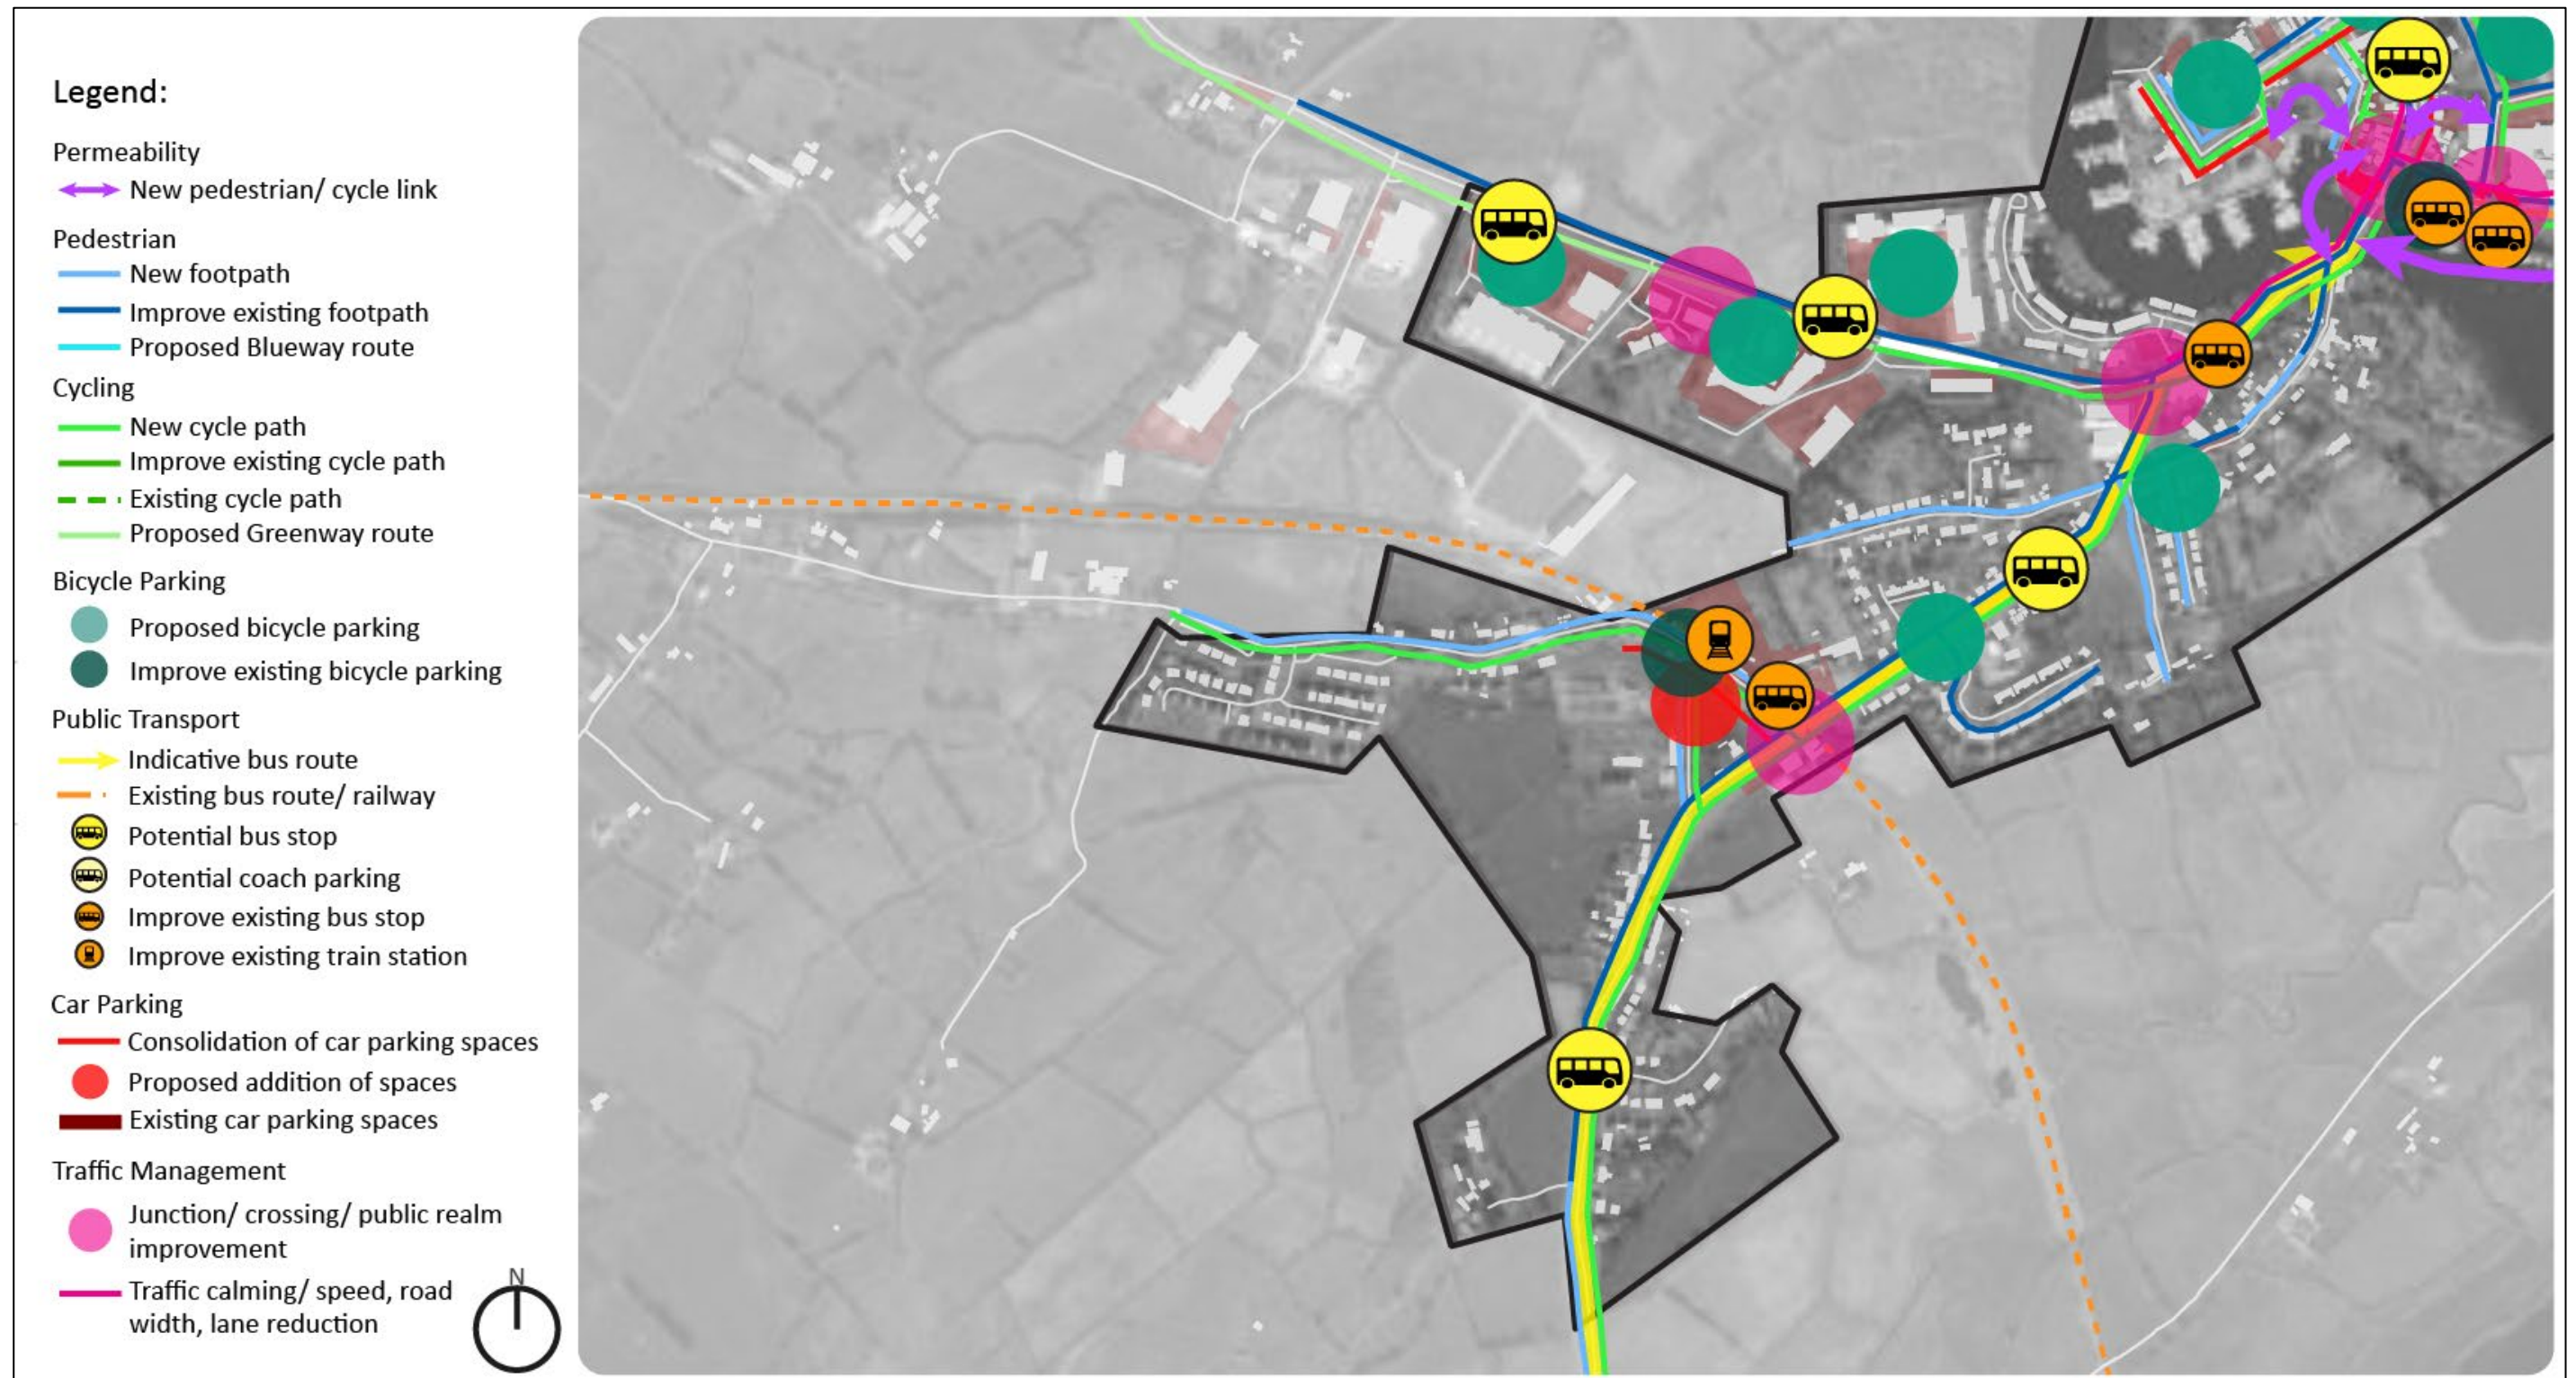 Legend:
Permeability
New pedestrian/ cycle link
Pedestrian
New footpath
Improve existing footpath
Proposed Blueway route
Cycling
New cycle path
Improve existing cycle path
Existing cycle path
Proposed Greenway route
Bicycle Parking
Proposed bicycle parking
Improve existing bicycle parking
Public Transport
Indicative bus route
Existing bus route/ railway
Potential bus stop
Potential coach parking
Improve existing bus stop
Improve existing train station
Car Parking
Consolidation of car parking spaces
Proposed addition of spaces
Existing car parking spaces
Traffic Management
Junction/ crossing/ public realm
improvement
Traffic calming/ speed, road
width, lane reduction
N